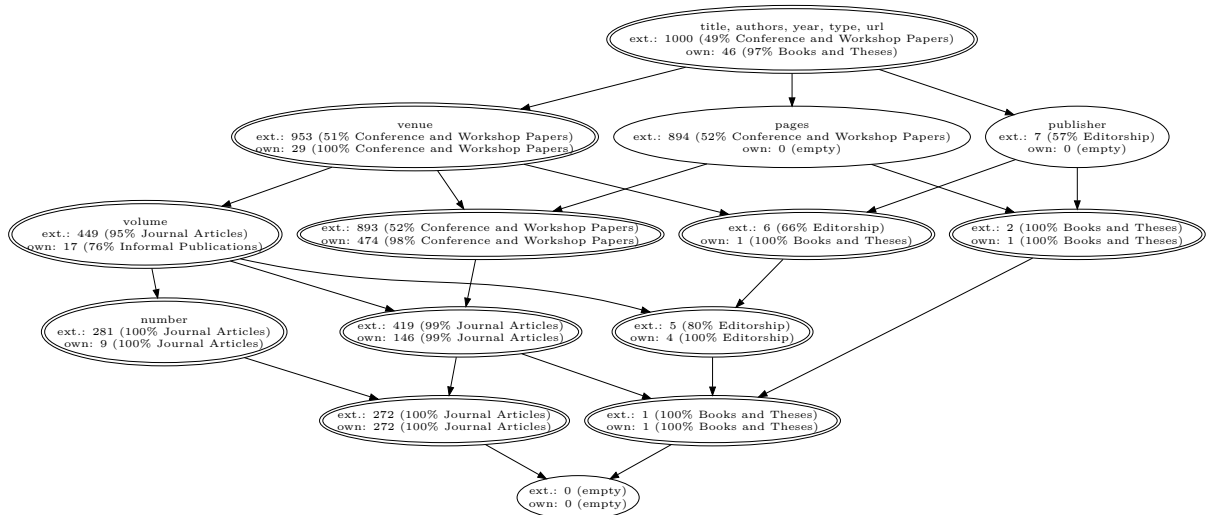 title, authors, year, type, url
ext.: 1000 (49% Conference and Workshop Papers)
own: 46 (97% Books and Theses)
venue
ext.: 953 (51% Conference and Workshop Papers)
own: 29 (100% Conference and Workshop Papers)
pages
ext.: 894 (52% Conference and Workshop Papers)
own: 0 (empty)
publisher
ext.: 7 (57% Editorship)
own: 0 (empty)
volume
ext.: 449 (95% Journal Articles)
own: 17 (76% Informal Publications)
ext.: 893 (52% Conference and Workshop Papers)
own: 474 (98% Conference and Workshop Papers)
ext.: 6 (66% Editorship)
own: 1 (100% Books and Theses)
ext.: 2 (100% Books and Theses)
own: 1 (100% Books and Theses)
number
ext.: 281 (100% Journal Articles)
own: 9 (100% Journal Articles)
ext.: 419 (99% Journal Articles)
own: 146 (99% Journal Articles)
ext.: 5 (80% Editorship)
own: 4 (100% Editorship)
ext.: 272 (100% Journal Articles)
own: 272 (100% Journal Articles)
ext.: 1 (100% Books and Theses)
own: 1 (100% Books and Theses)
ext.: 0 (empty)
own: 0 (empty)